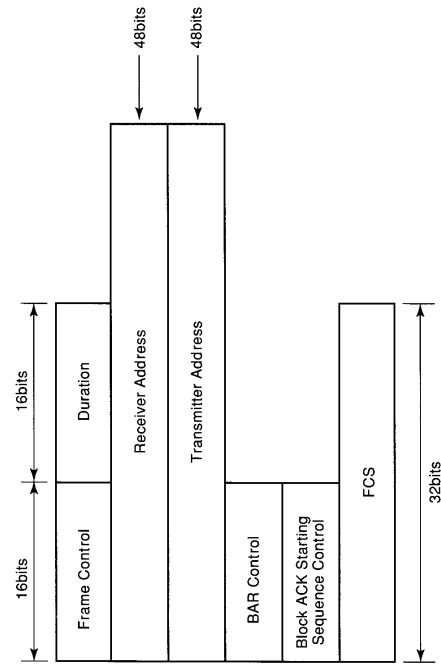 16bits
16bits
Frame Control
Duration
Receiver Address
48bits
Transmitter Address
48bits
BAR Control
Block ACK Starting
Sequence Control
FCS
32bits